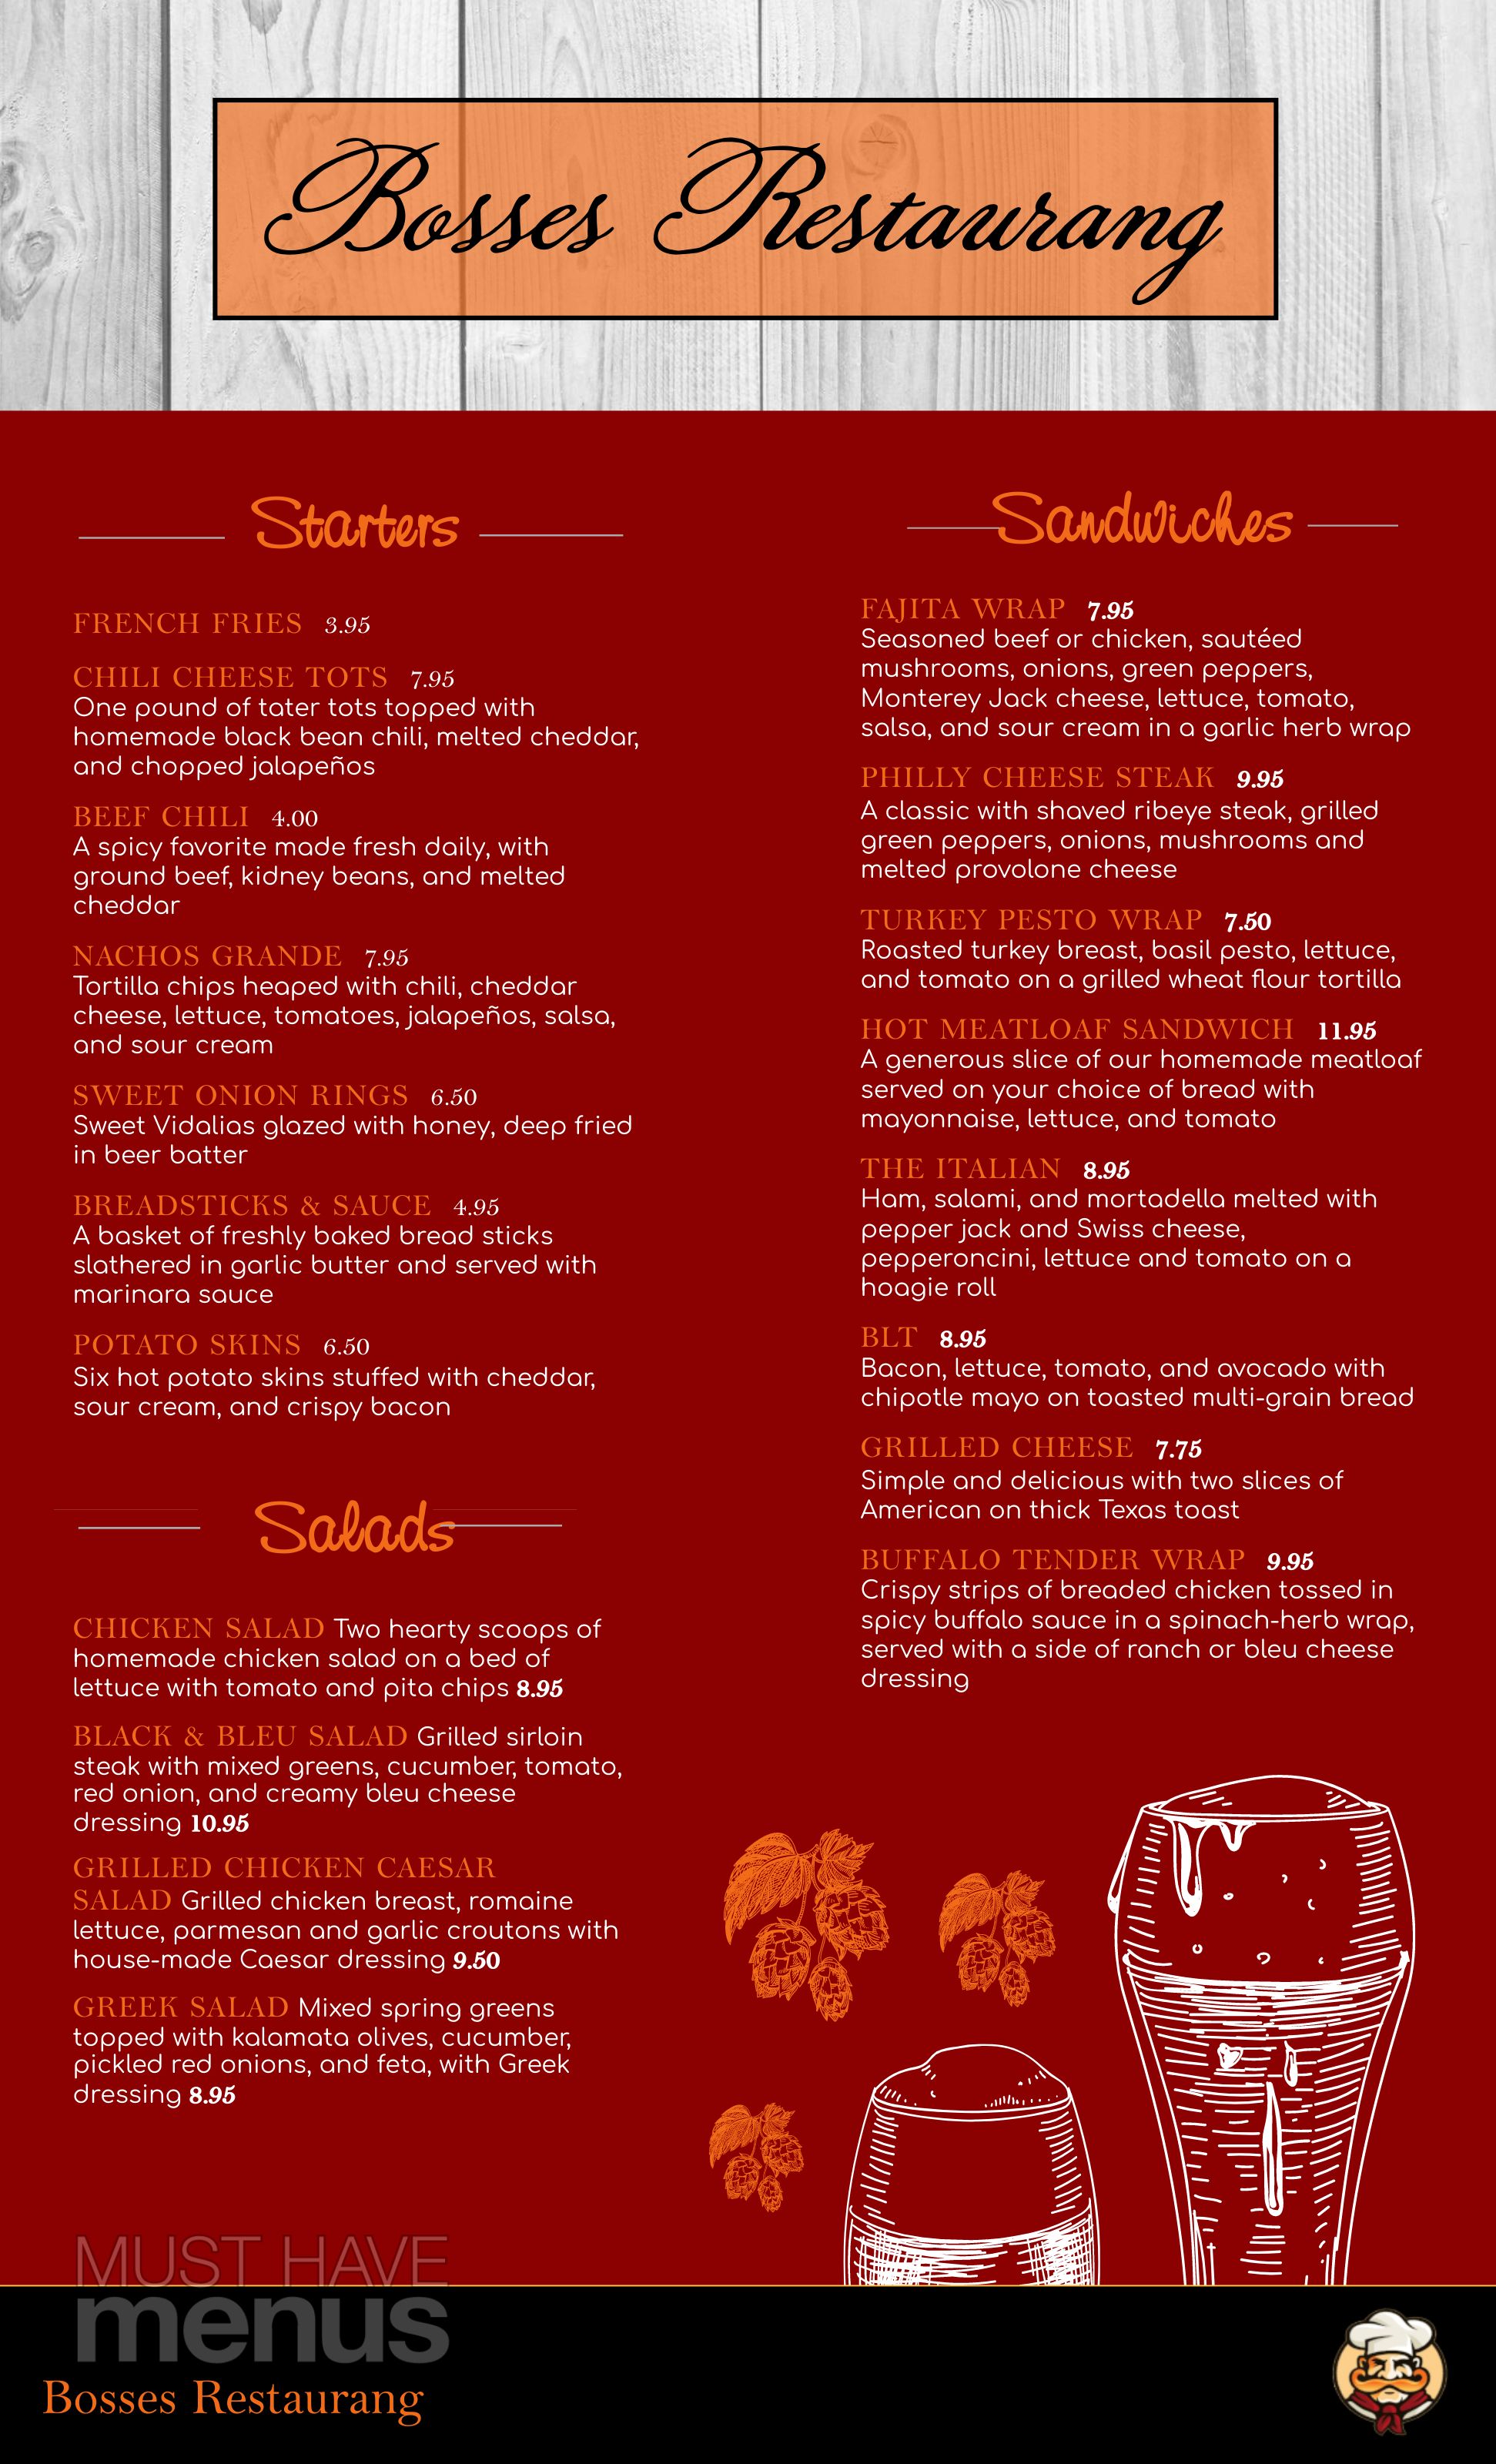 Bosses Restaurang
Starters
FRENCH FRIES 3.95
CHILI CHEESE TOTS 7.95
One pound of tater tots topped with
homemade black bean chili, melted cheddar,
and chopped jalapeños
BEEF CHILI 4.00
A spicy favorite made fresh daily, with
ground beef, kidney beans, and melted
cheddar
NACHOS GRANDE 7.95
Tortilla chips heaped with chili, cheddar
cheese, lettuce, tomatoes, jalapeños, salsa,
and sour cream
SWEET ONION RINGS 6.50
Sweet Vidalias glazed with honey, deep fried
in beer batter
BREADSTICKS & SAUCE 4.95
A basket of freshly baked bread sticks
slathered in garlic butter and served with
marinara sauce
POTATO SKINS 6.50
Six hot potato skins stuffed with cheddar,
sour cream, and crispy bacon
Salads
CHICKEN SALAD Two hearty scoops of
homemade chicken salad on a bed of
lettuce with tomato and pita chips 8.95
BLACK & BLEU SALAD Grilled sirloin
steak with mixed greens, cucumber, tomato,
red onion, and creamy bleu cheese
dressing 10.95
GRILLED CHICKEN CAESAR
SALAD Grilled chicken breast, romaine
lettuce, parmesan and garlic croutons with
house-made Caesar dressing 9.50
GREEK SALAD Mixed spring greens
topped with kalamata olives, cucumber,
pickled red onions, and feta, with Greek
dressing 8.95
Sandwiches
FAJITA WRAP 7.95
Seasoned beef or chicken, sautéed
mushrooms, onions, green peppers,
Monterey Jack cheese, lettuce, tomato,
salsa, and sour cream in a garlic herb wrap
PHILLY CHEESE STEAK 9.95
A classic with shaved ribeye steak, grilled
green peppers, onions, mushrooms and
melted provolone cheese
TURKEY PESTO WRAP 7.50
Roasted turkey breast, basil pesto, lettuce,
and tomato on a grilled wheat flour tortilla
HOT MEATLOAF SANDWICH 11.95
A generous slice of our homemade meatloaf
served on your choice of bread with
mayonnaise, lettuce, and tomato
THE ITALIAN 8.95
Ham, salami, and mortadella melted with
pepper jack and Swiss cheese,
pepperoncini, lettuce and tomato on a
hoagie roll
BLT 8.95
Bacon, lettuce, tomato, and avocado with
chipotle mayo on toasted multi-grain bread
GRILLED CHEESE 7.75
Simple and delicious with two slices of
American on thick Texas toast
BUFFALO TENDER WRAP 9.95
Crispy strips of breaded chicken tossed in
spicy buffalo sauce in a spinach-herb wrap,
served with a side of ranch or bleu cheese
dressing
MUST HAVE
menus
Bosses Restaurang